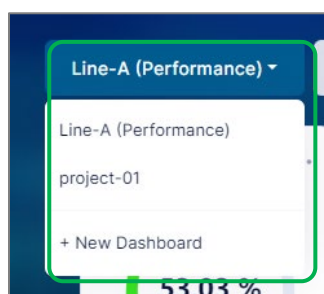 Line-A (Performance)
Line-A (Performance)
project-01
+ New Dashboard
53.03 %